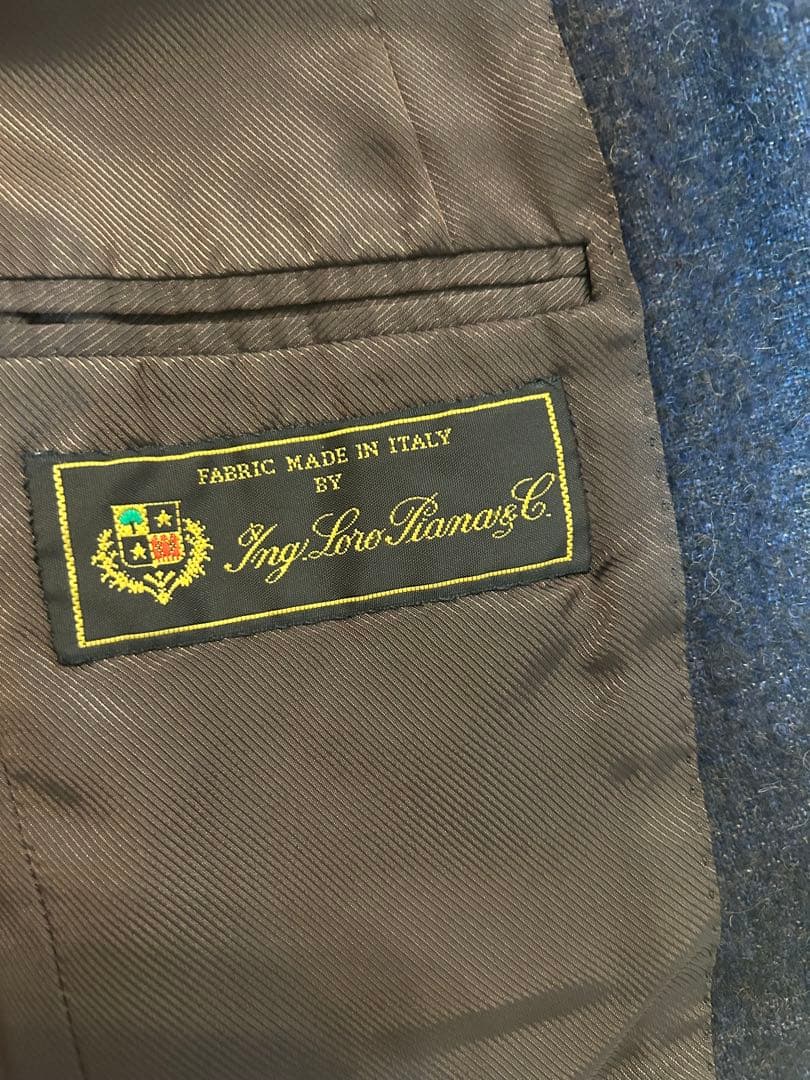 FABRIC MADE IN ITALY
BY
Ing. Loro Piana & C.